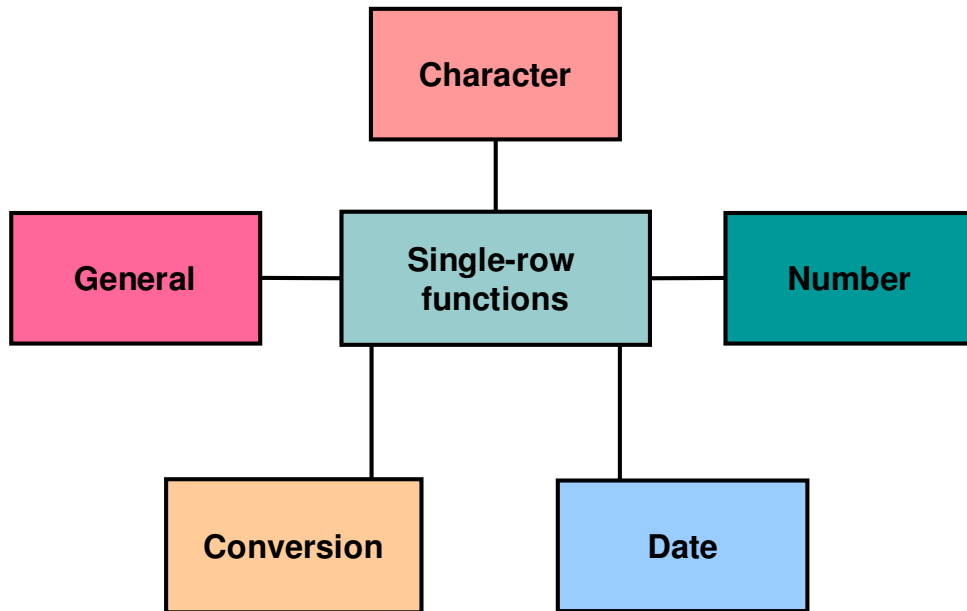 Character
General
Single-row
functions
Number
Conversion
Date